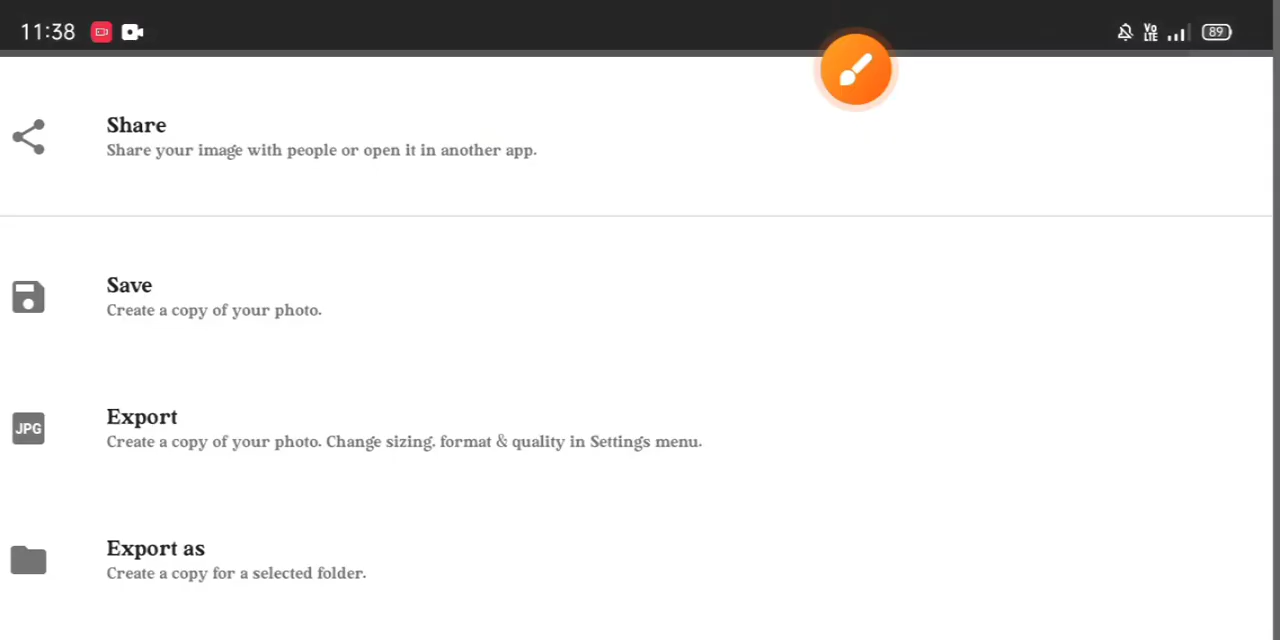 11:38
Vo LTE
89
Share
Share your image with people or open it in another app.
Save
Create a copy of your photo.
JPG
Export
Create a copy of your photo. Change sizing, format & quality in Settings menu.
Export as
Create a copy for a selected folder.